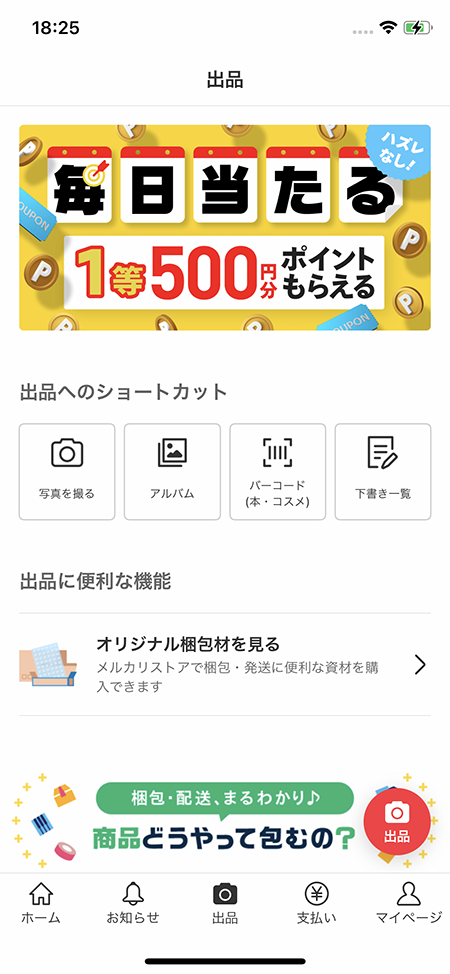 18:25
出品
ハズレ
なし!
毎日当たる
COUPON
1等500円分ポイント
もらえる
COUPON
出品へのショートカット
写真を撮る
アルバム
バーコード
(本・コスメ)
下書き一覧
出品に便利な機能
オリジナル梱包材を見る
メルカリストアで梱包・発送に便利な資材を購
入できます
梱包・配送、まるわかり♪
商品どうやって包むの?
出品
ホーム
お知らせ
出品
支払い
マイページ